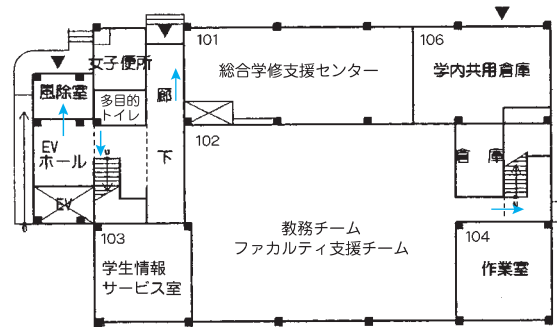 101
106
女子便所
総合学修支援センター
学内共用倉庫
風除室
廊
多目的
トイレ
102
EV
ホール
下
倉 庫
EV
教務チーム
ファカルティ支援チーム
103
104
学生情報
サービス室
作業室